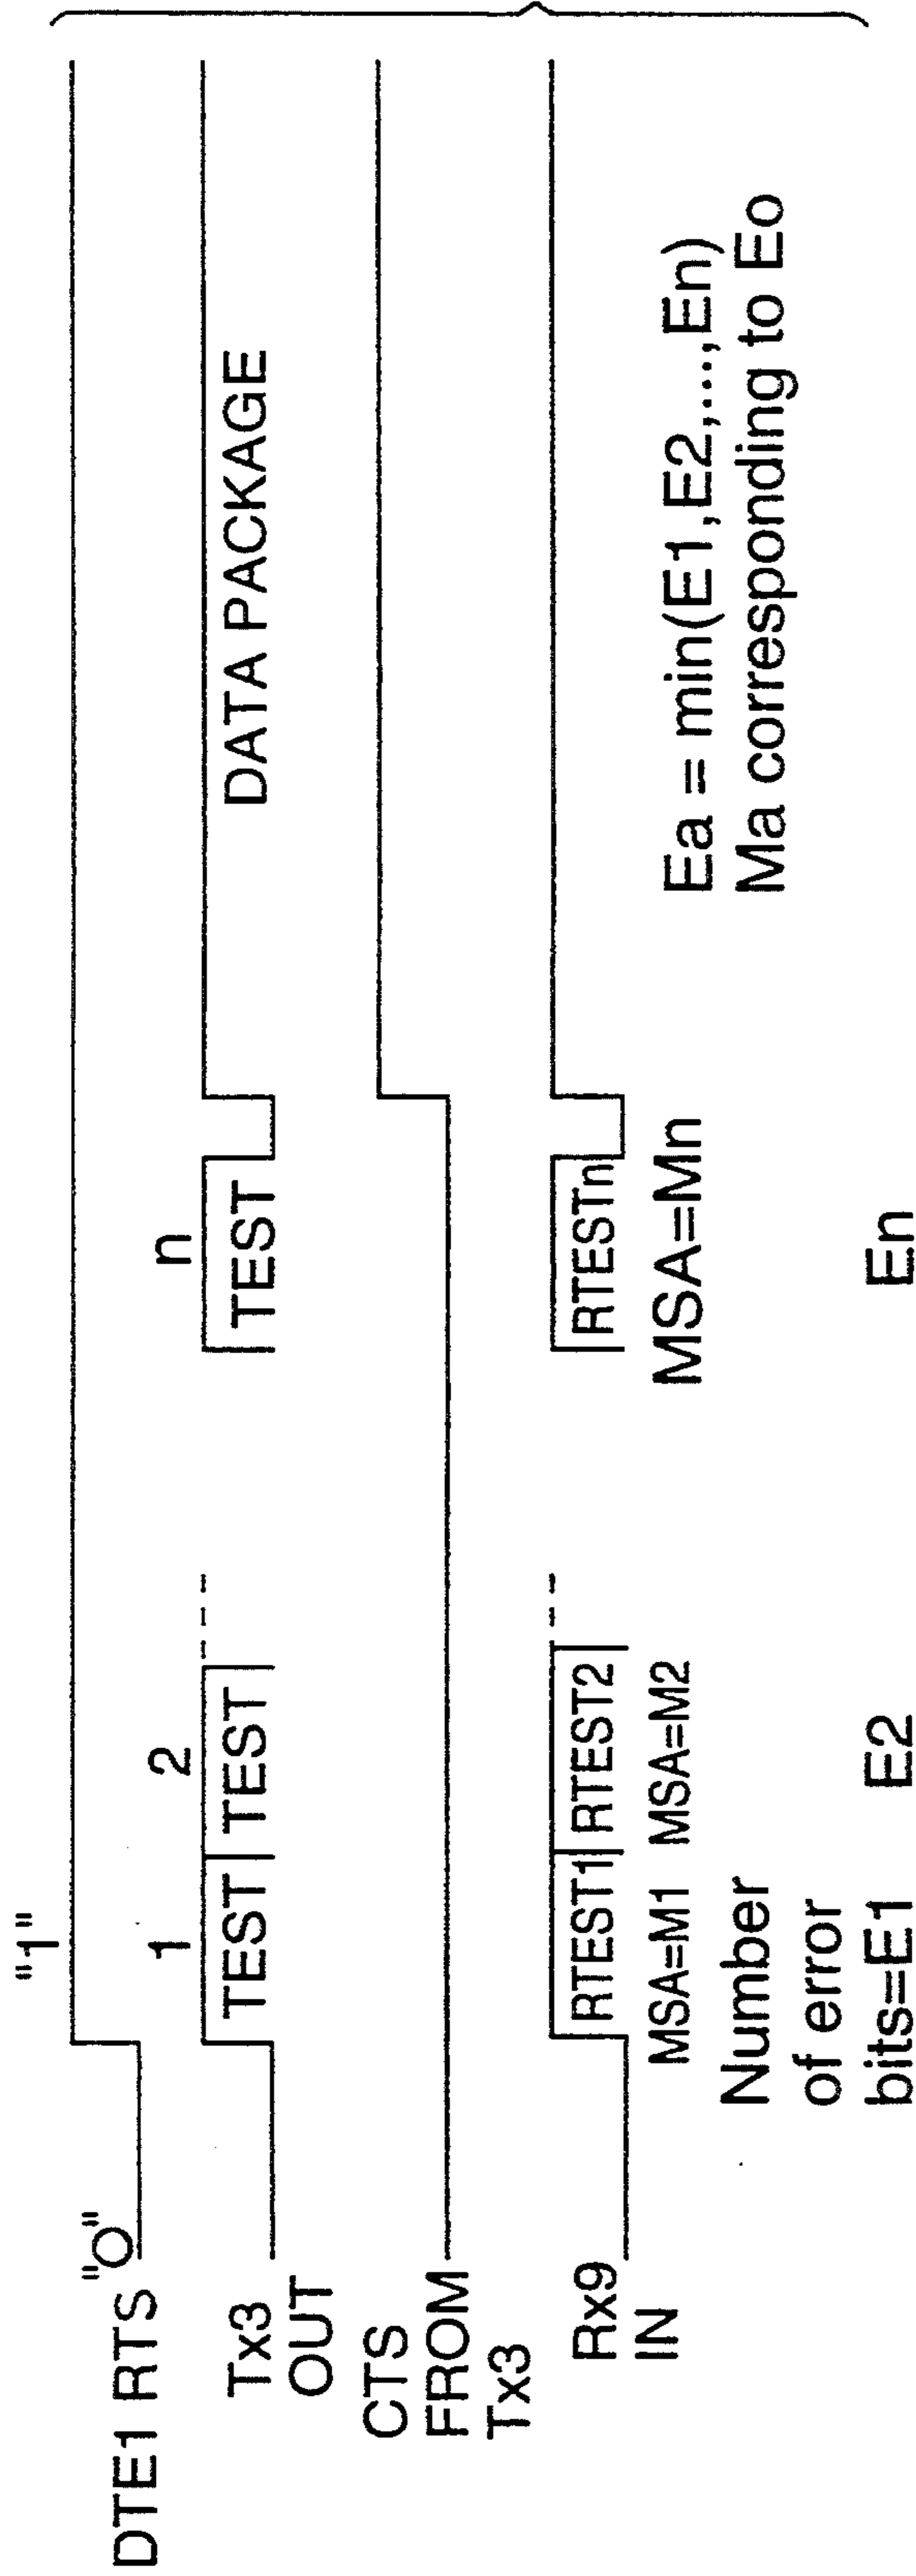 "1"
DTE1 RTS "O"
1 2 n
Tx3
OUT
TEST TEST TEST DATA PACKAGE
CTS
FROM
Tx3
Rx9
IN
RTEST1 RTEST2 RTESTn
MSA=M1 MSA=M2 MSA=Mn
Number
of error
bits=E1 E2 En
Ea = min(E1,E2,...,En)
Ma corresponding to Eo